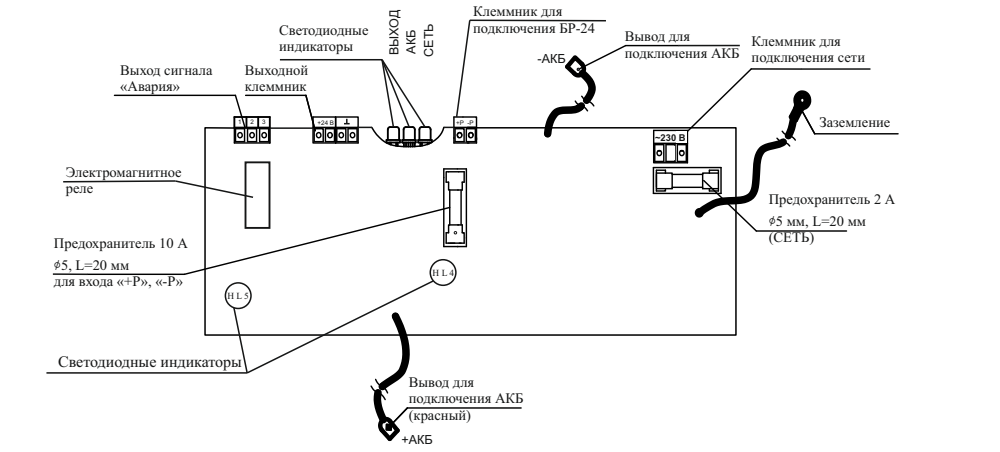 Клеммник для
подключения БР-24
Светодиодные
индикаторы
ВЫХОД
АКБ
СЕТЬ
Вывод для
подключения АКБ
-АКБ
Клеммник для
подключения сети
Выход сигнала
«Авария»
Выходной
клеммник
1 2 3
+24 В
+P -P
~230 В
Заземление
Электромагнитное
реле
Предохранитель 2 А
ϕ5 мм, L=20 мм
(СЕТЬ)
Предохранитель 10 А
ϕ5, L=20 мм
для входа «+Р», «-Р»
HL4
HL5
Светодиодные индикаторы
Вывод для
подключения АКБ
(красный)
+АКБ